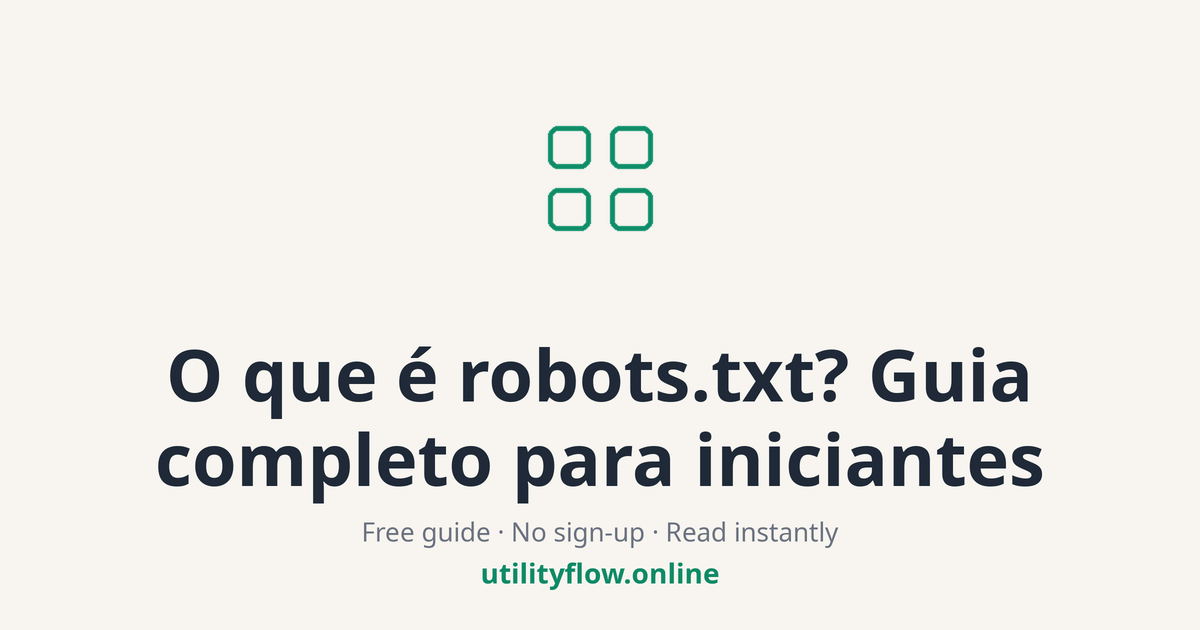 O que é robots.txt? Guia
completo para iniciantes
Free guide · No sign-up · Read instantly
utilityflow.online